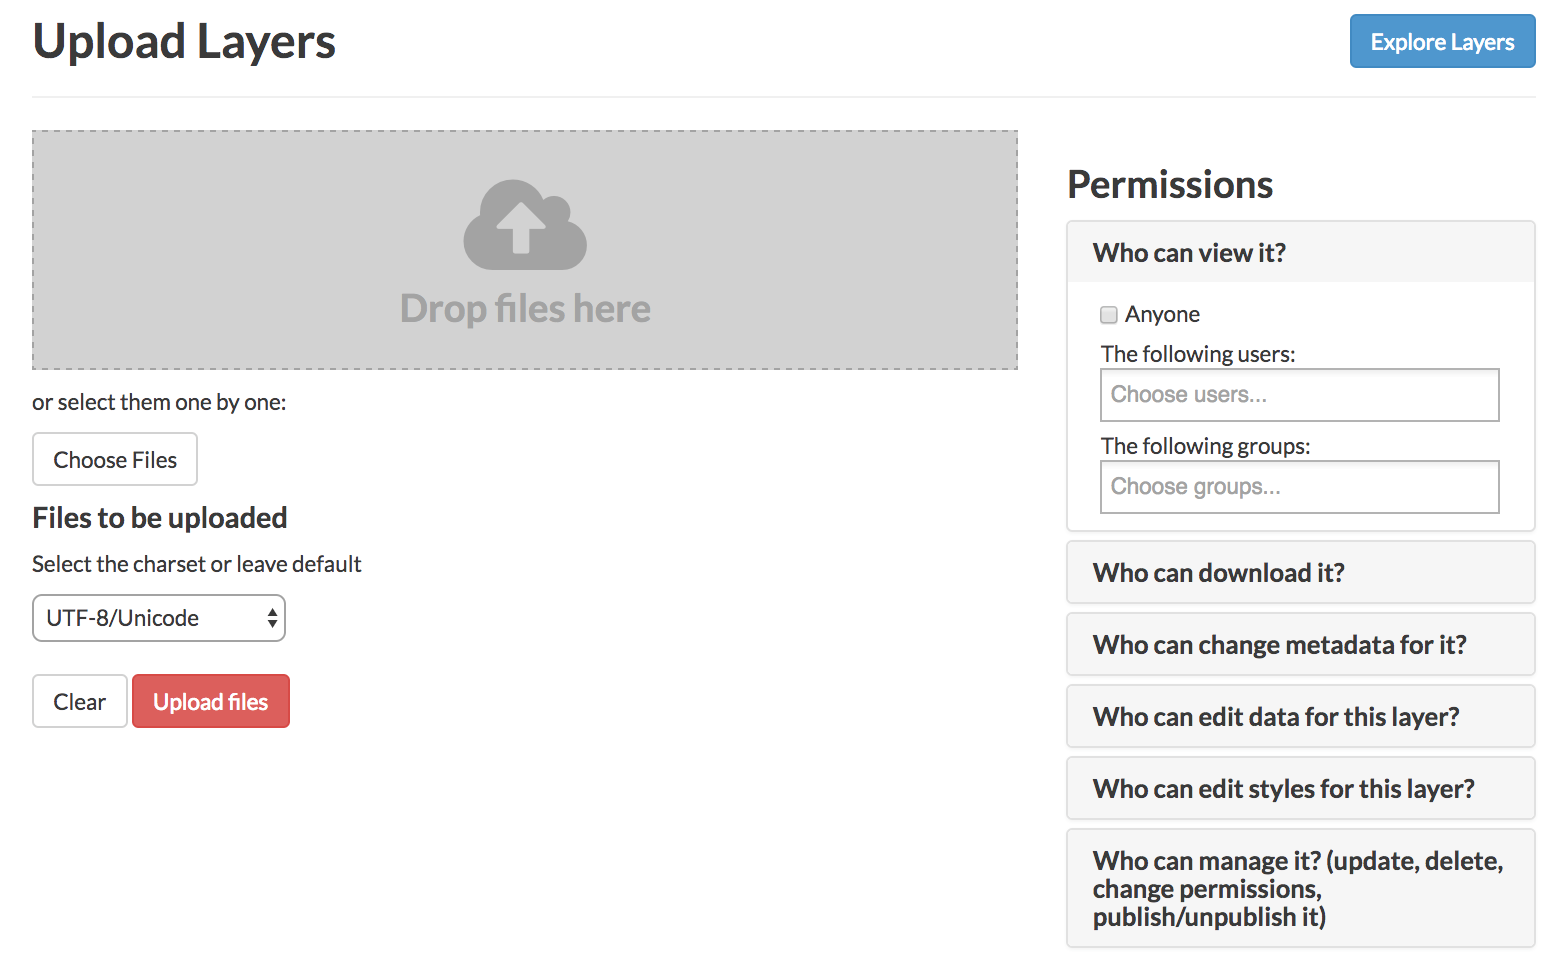 Upload Layers
Explore Layers
Drop files here
or select them one by one:
Choose Files
Files to be uploaded
Select the charset or leave default
UTF-8/Unicode
Clear
Upload files
Permissions
Who can view it?
Anyone
The following users:
Choose users...
The following groups:
Choose groups...
Who can download it?
Who can change metadata for it?
Who can edit data for this layer?
Who can edit styles for this layer?
Who can manage it? (update, delete,
change permissions,
publish/unpublish it)